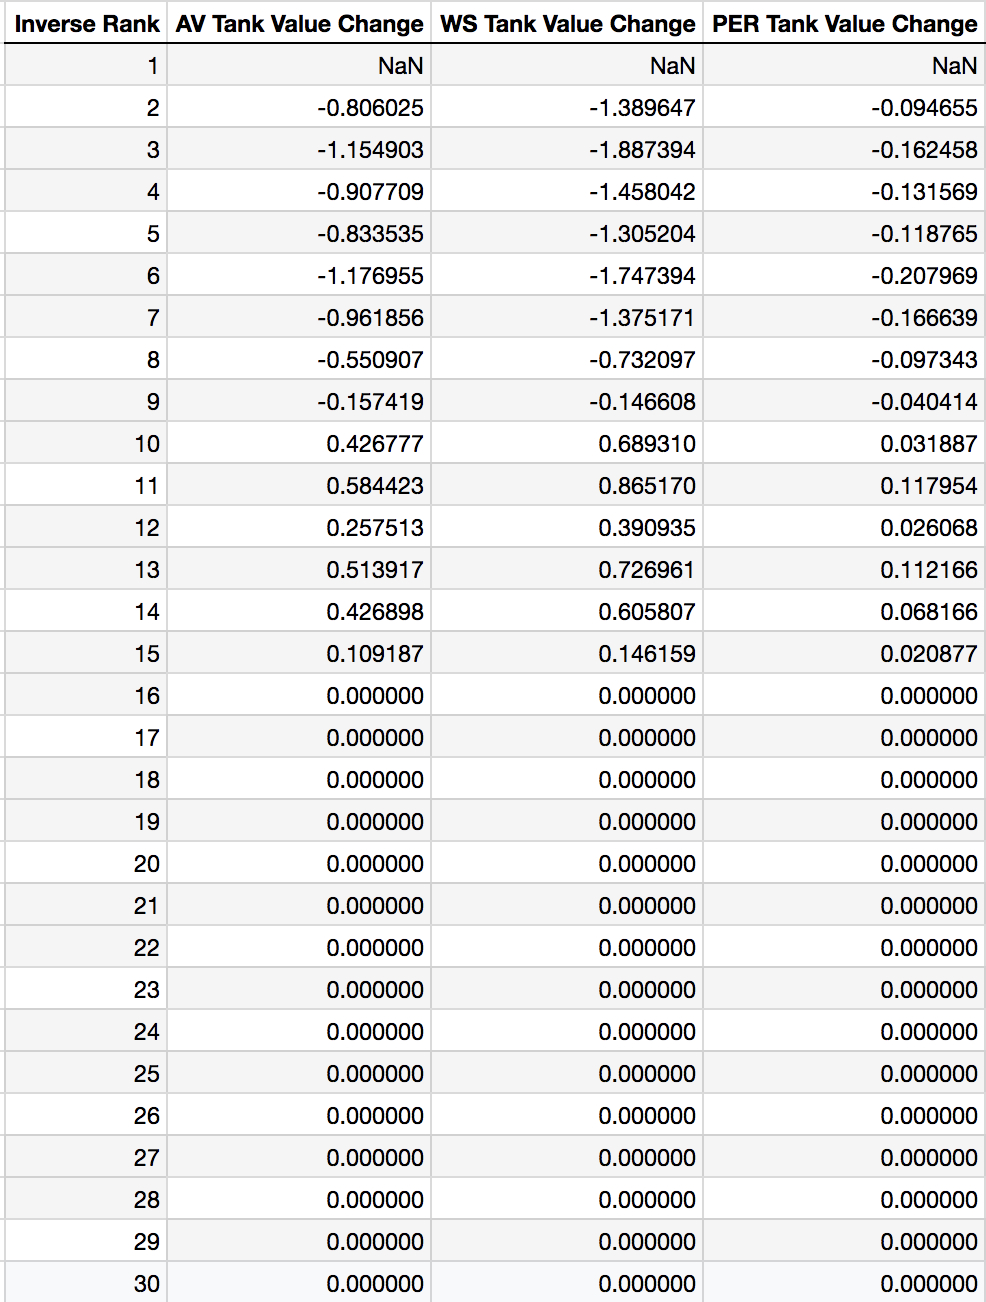 Inverse Rank AV Tank Value Change WS Tank Value Change PER Tank Value Change
1 NaN NaN NaN
2 -0.806025 -1.389647 -0.094655
3 -1.154903 -1.887394 -0.162458
4 -0.907709 -1.458042 -0.131569
5 -0.833535 -1.305204 -0.118765
6 -1.176955 -1.747394 -0.207969
7 -0.961856 -1.375171 -0.166639
8 -0.550907 -0.732097 -0.097343
9 -0.157419 -0.146608 -0.040414
10 0.426777 0.689310 0.031887
11 0.584423 0.865170 0.117954
12 0.257513 0.390935 0.026068
13 0.513917 0.726961 0.112166
14 0.426898 0.605807 0.068166
15 0.109187 0.146159 0.020877
16 0.000000 0.000000 0.000000
17 0.000000 0.000000 0.000000
18 0.000000 0.000000 0.000000
19 0.000000 0.000000 0.000000
20 0.000000 0.000000 0.000000
21 0.000000 0.000000 0.000000
22 0.000000 0.000000 0.000000
23 0.000000 0.000000 0.000000
24 0.000000 0.000000 0.000000
25 0.000000 0.000000 0.000000
26 0.000000 0.000000 0.000000
27 0.000000 0.000000 0.000000
28 0.000000 0.000000 0.000000
29 0.000000 0.000000 0.000000
30 0.000000 0.000000 0.000000